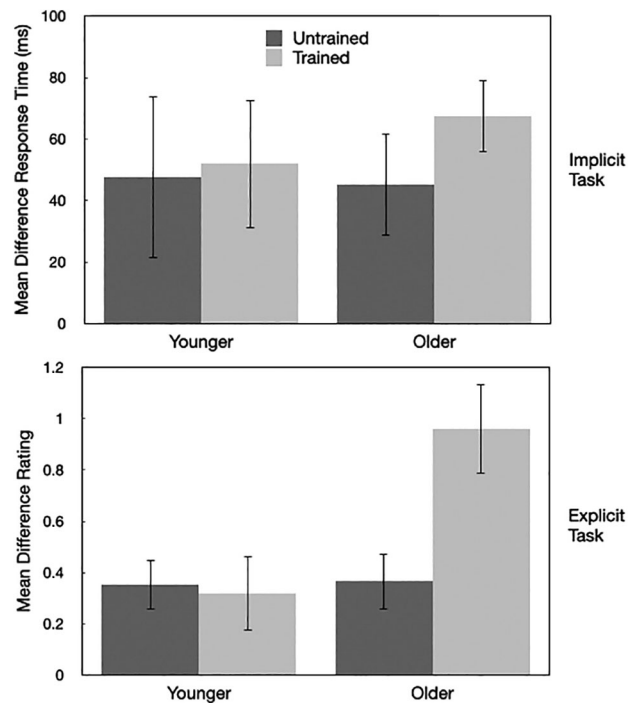 100
80
60
40
20
0
Mean Difference Response Time (ms)
Untrained
Trained
Younger
Older
Implicit
Task
1.2
1
0.8
0.6
0.4
0.2
0
Mean Difference Rating
Younger
Older
Explicit
Task